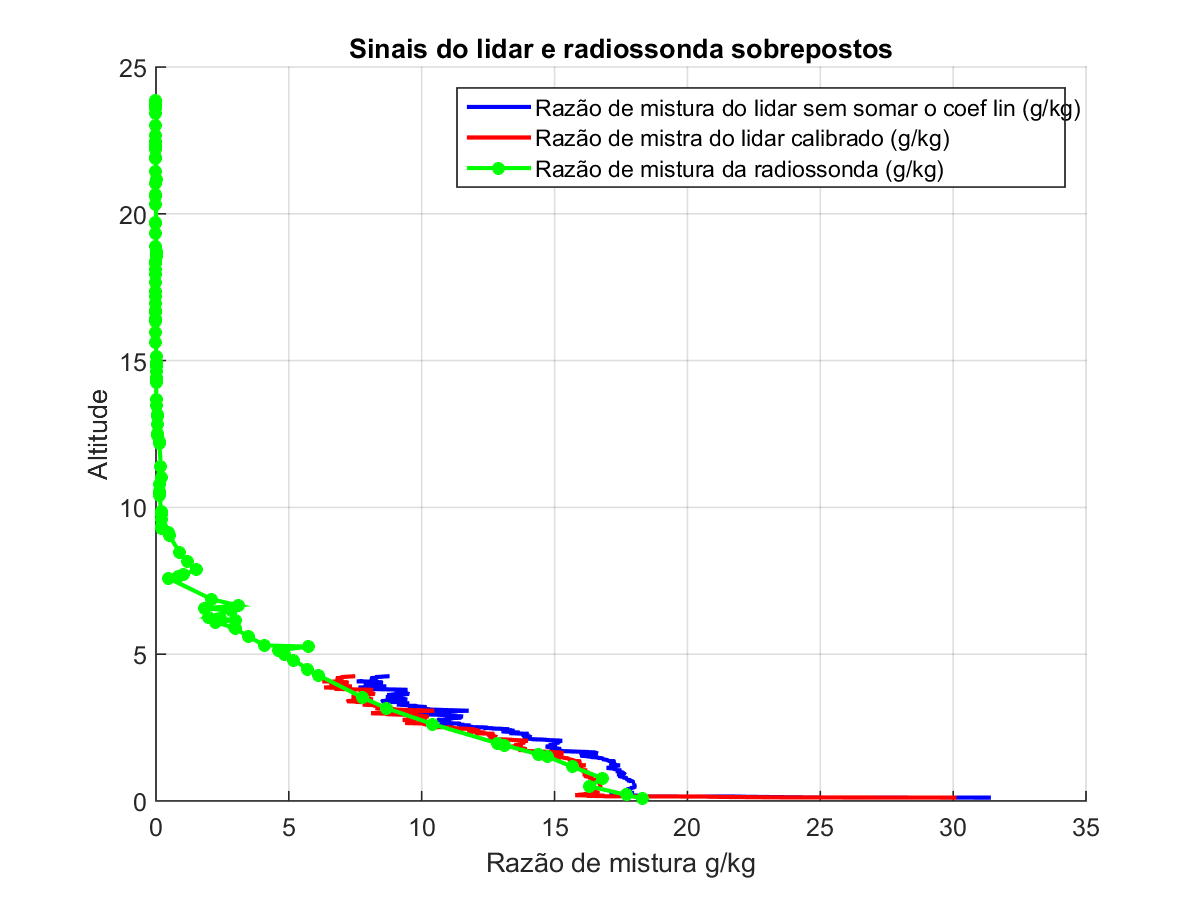 Sinais do lidar e radiossonda sobrepostos
25
20
15
10
5
0
Altitude
Razão de mistura do lidar sem somar o coef lin (g/kg)
Razão de mistra do lidar calibrado (g/kg)
Razão de mistura da radiossonda (g/kg)
0 5 10 15 20 25 30 35
Razão de mistura g/kg